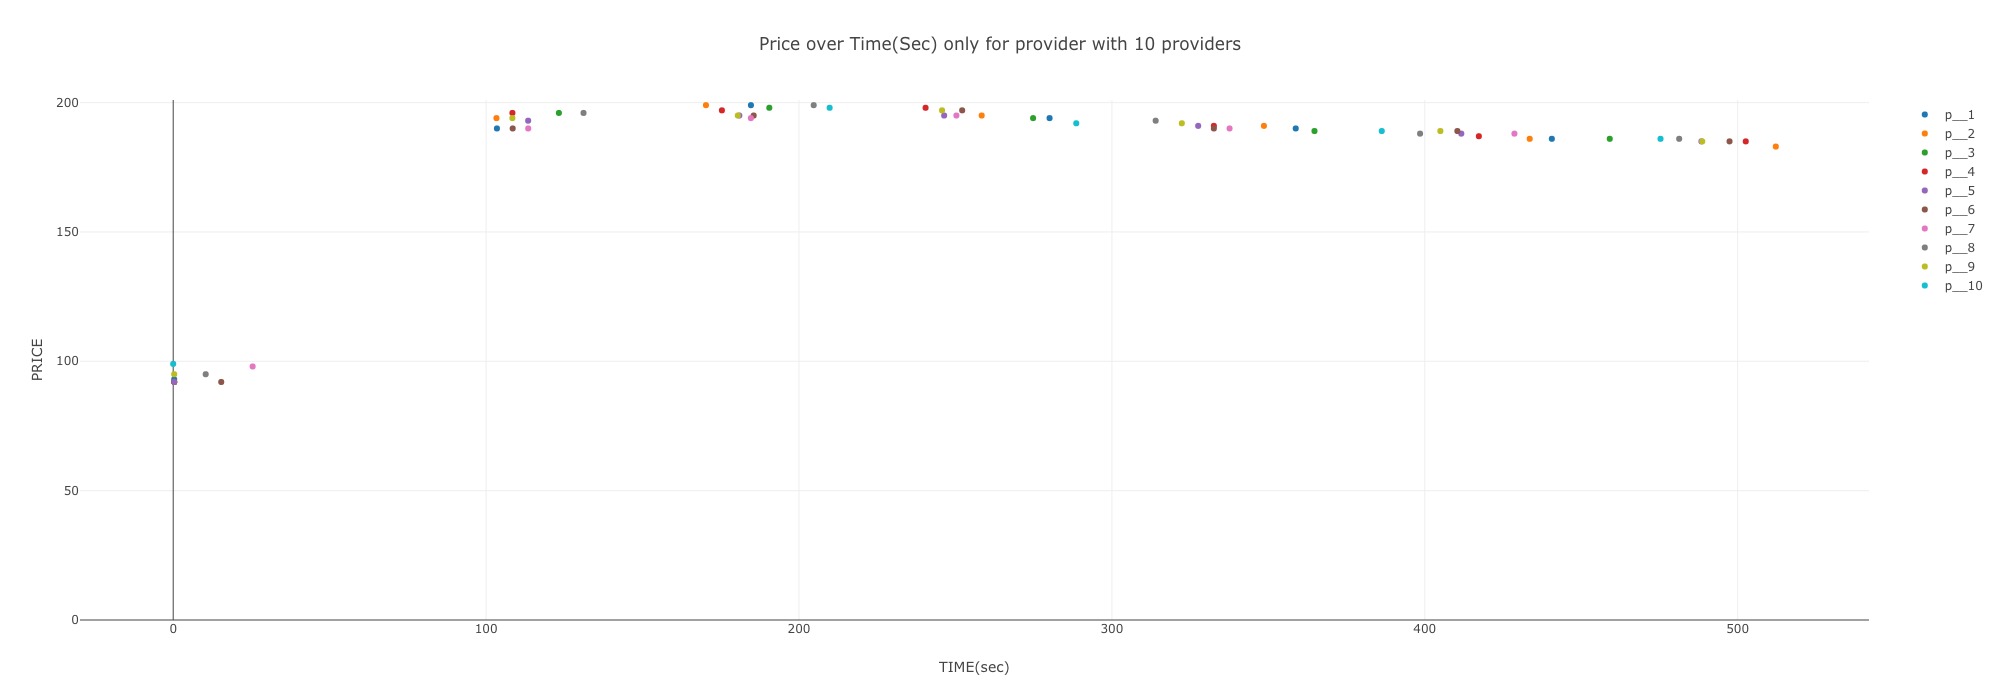 Price over Time(Sec) only for provider with 10 providers
200
150
100
50
0
PRICE
0 100 200 300 400 500
TIME(sec)
p__1
p__2
p__3
p__4
p__5
p__6
p__7
p__8
p__9
p__10